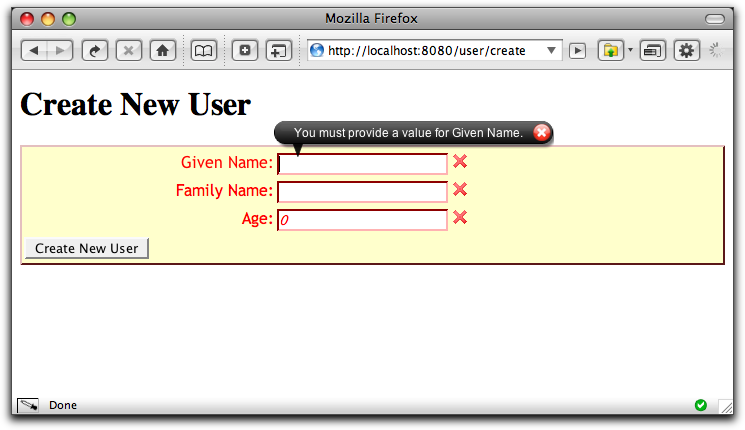 Mozilla Firefox
http://localhost:8080/user/create
Create New User
You must provide a value for Given Name.
Given Name:
Family Name:
Age: 0
Create New User
Done